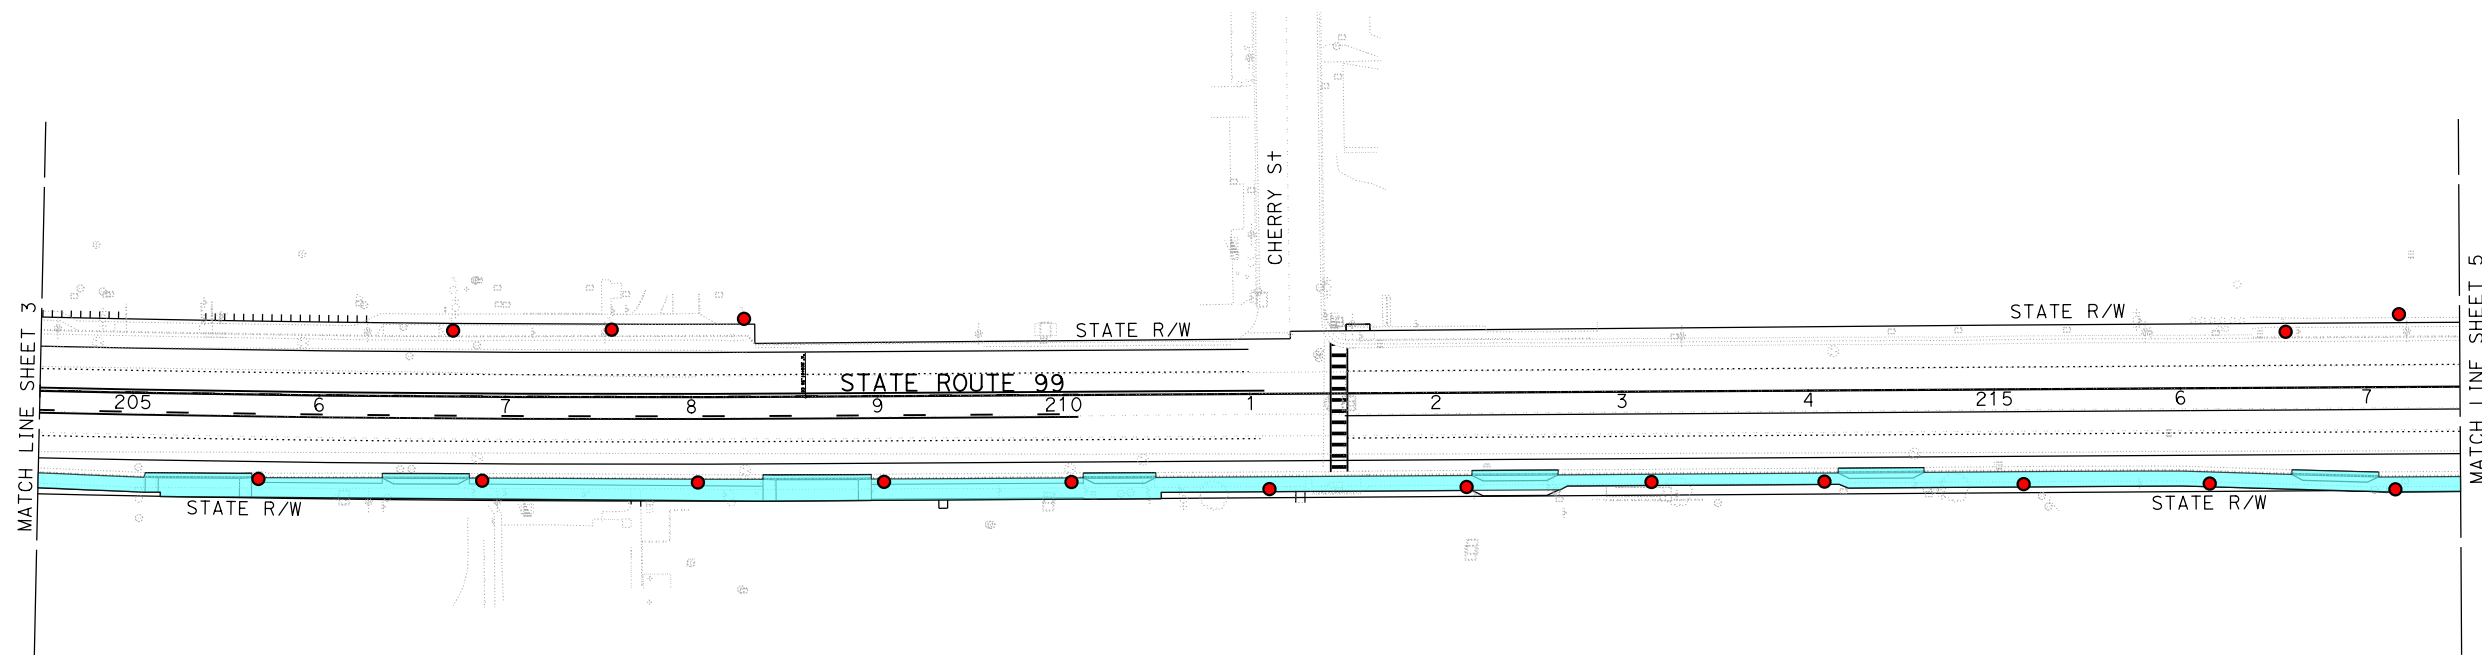 MATCH LINE SHEET 3
CHERRY St
STATE R/W
STATE R/W
STATE ROUTE 99
205 6 7 8 9 210 1 2 3 4 215 6 7
STATE R/W
STATE R/W
MATCH LINE SHEET 5